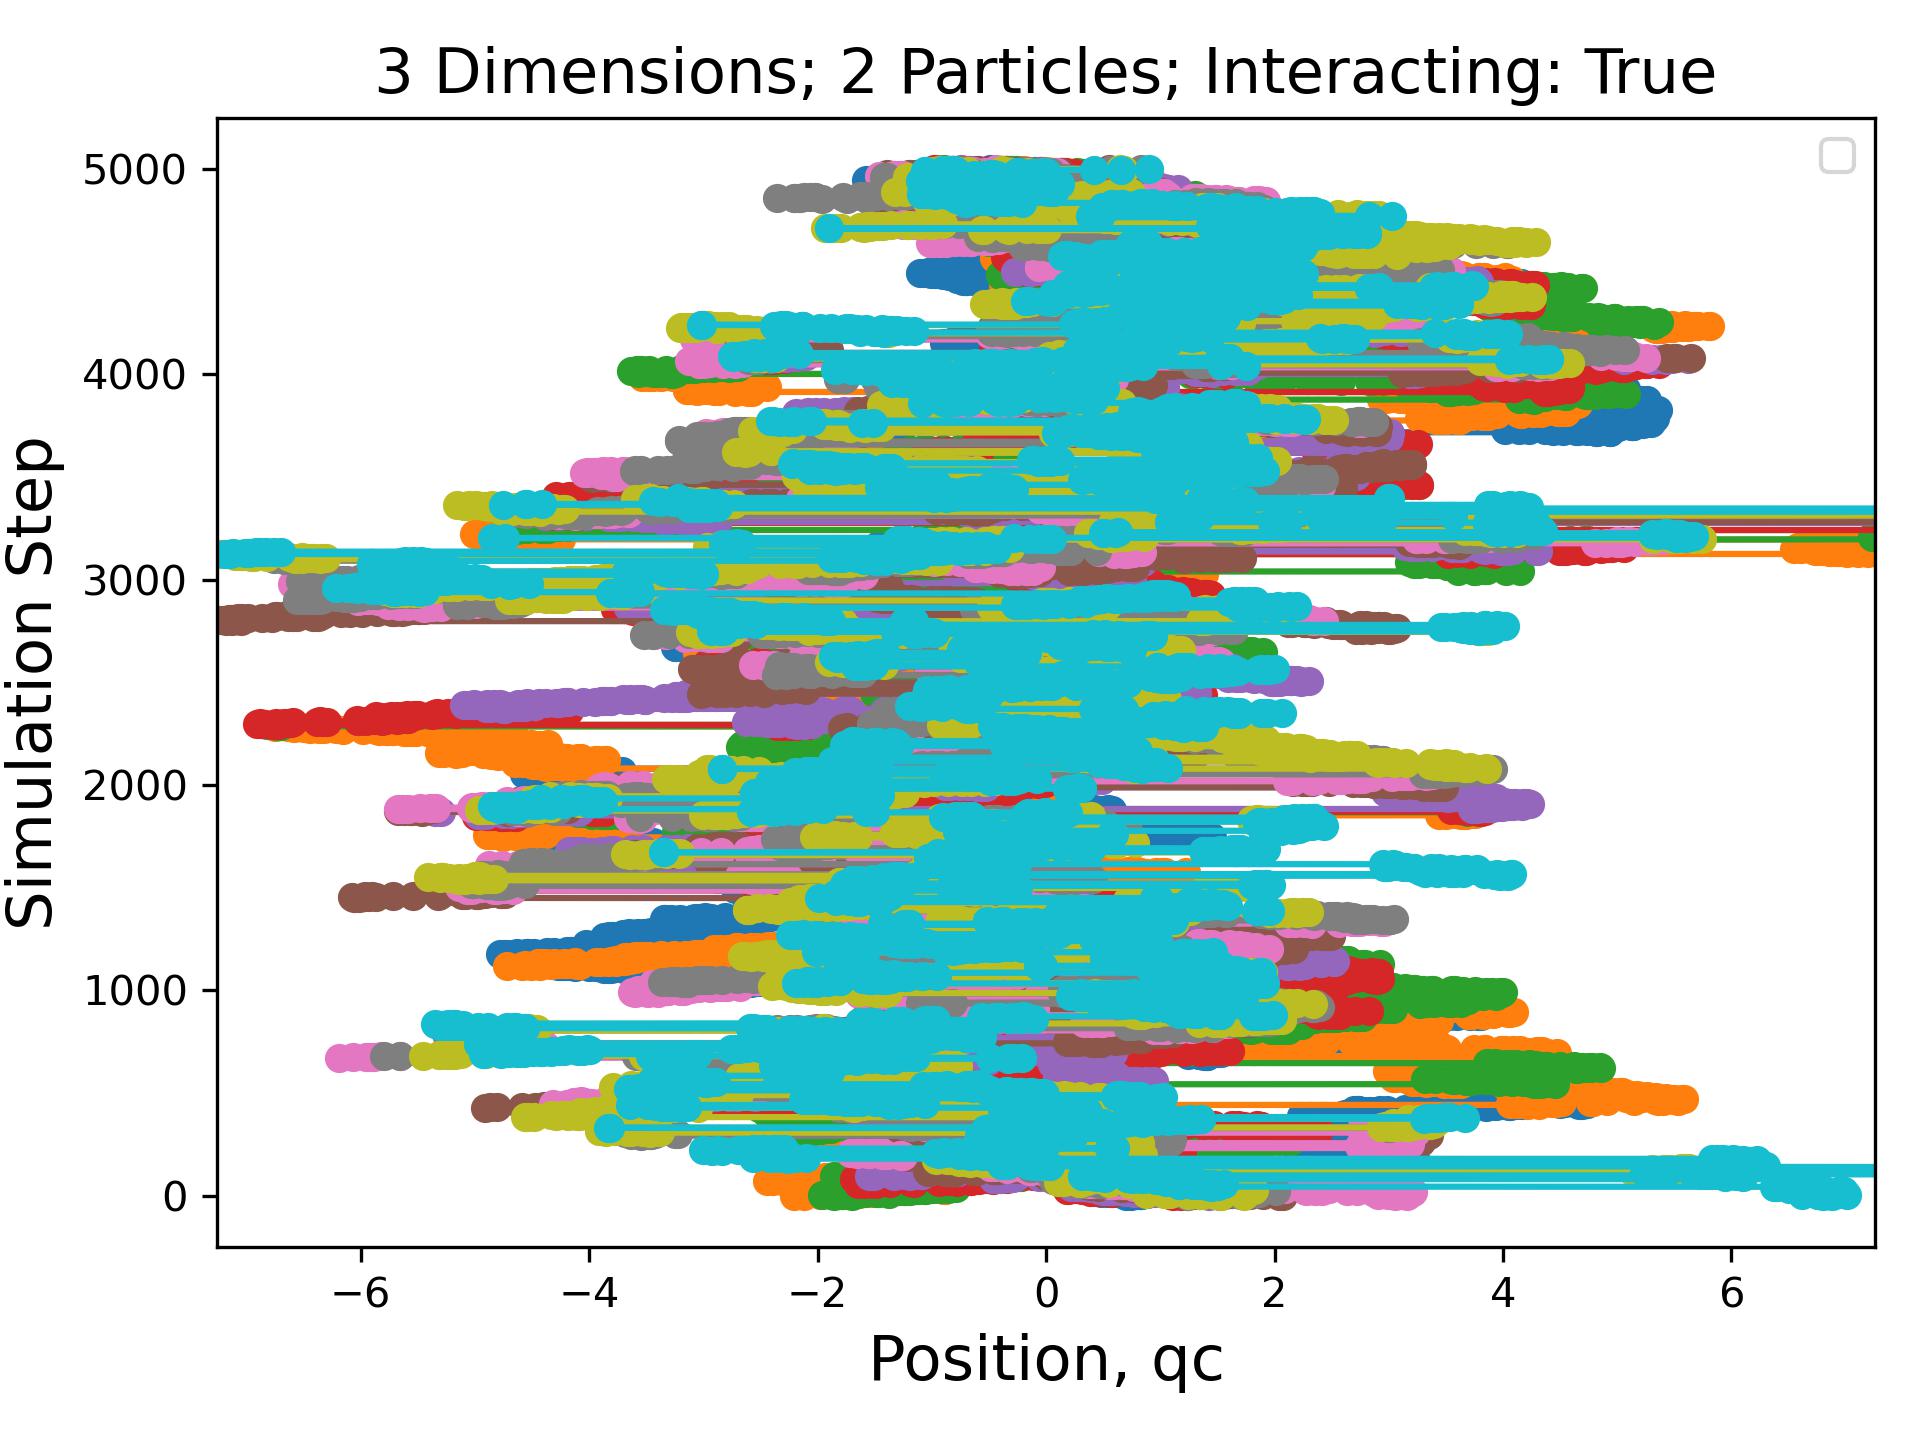 3 Dimensions; 2 Particles; Interacting: True
Simulation Step
5000
4000
3000
2000
1000
0
−6 −4 −2 0 2 4 6
Position, qc